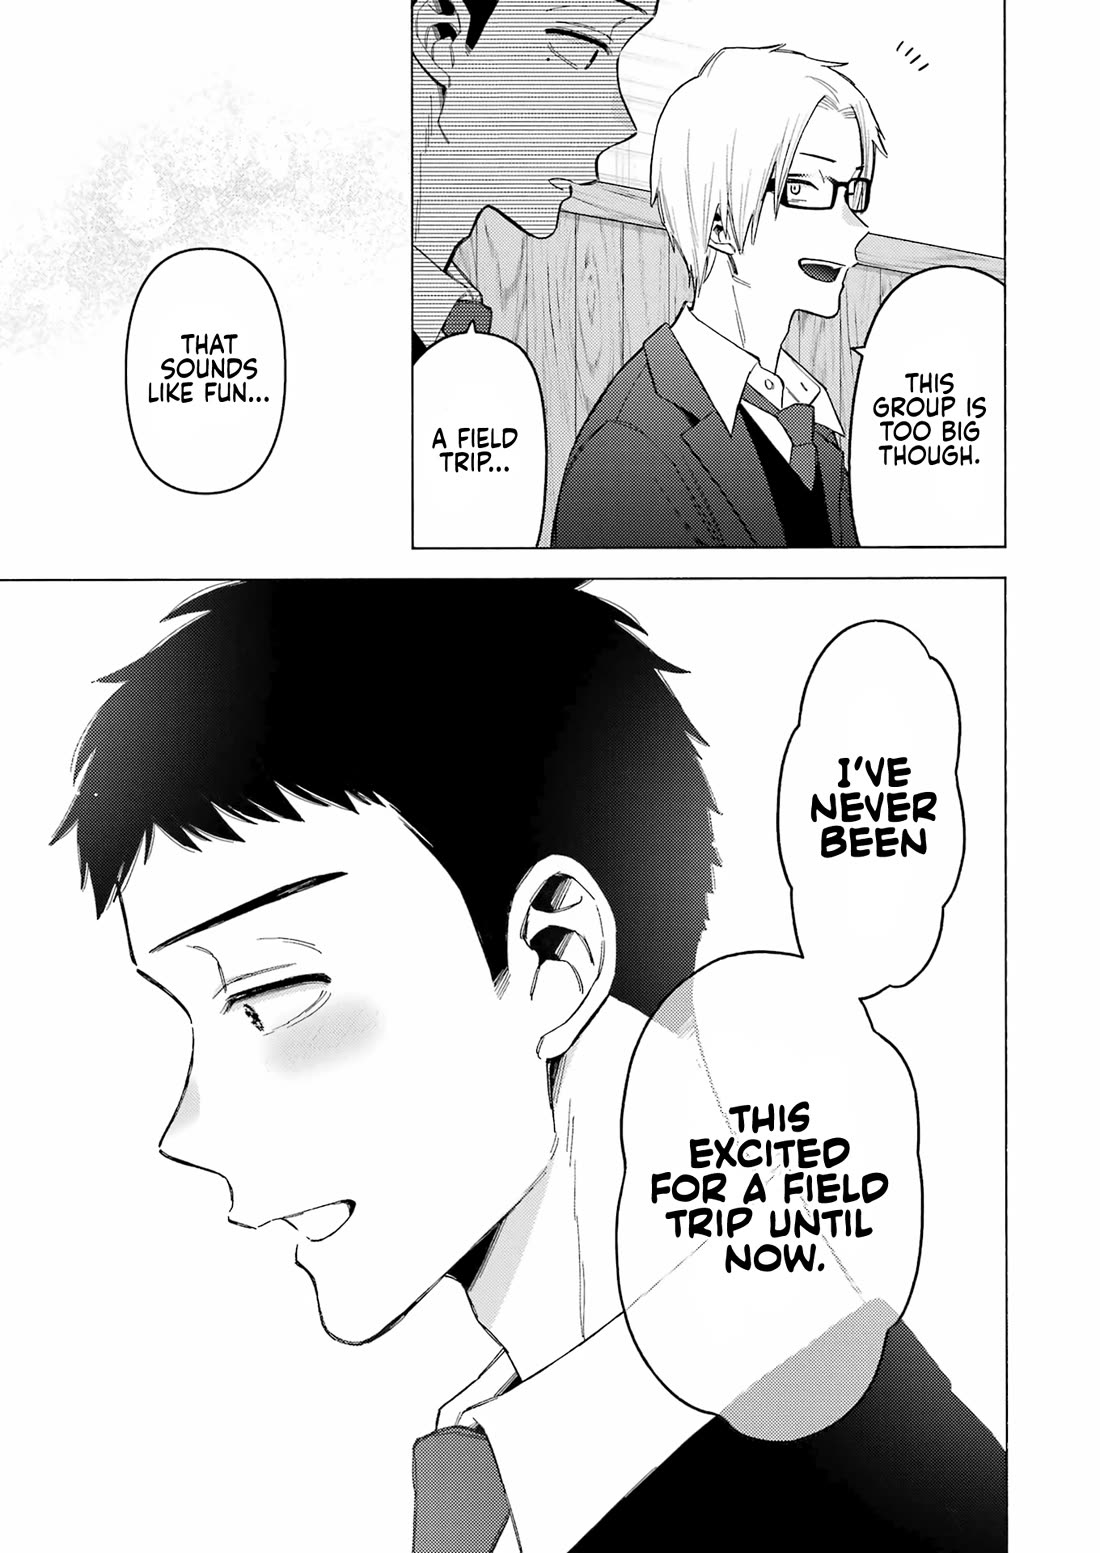 THIS
GROUP IS
TOO BIG
THOUGH.
A FIELD
TRIP...
THAT
SOUNDS
LIKE FUN...
I'VE
NEVER
BEEN
THIS
EXCITED
FOR A FIELD
TRIP UNTIL
NOW.